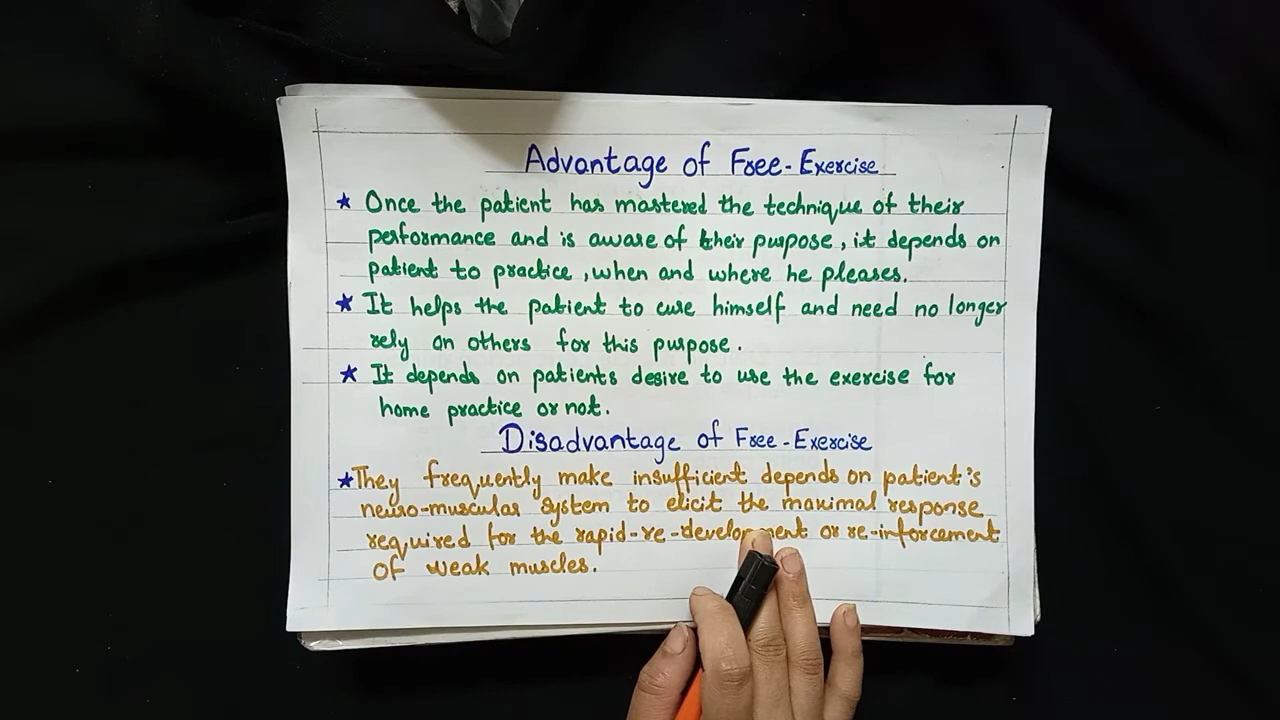 Advantage of Free-Exercise
★ Once the patient has mastered the technique of their
performance and is aware of their purpose, it depends on
patient to practice, when and where he pleases.
★ It helps the patient to cure himself and need no longer
rely on others for this purpose.
★ It depends on patients desire to use the exercise for
home practice or not.
Disadvantage of Free-Exercise
★ They frequently make insufficient depends on patient's
neuro-muscular system to elicit the maximal response
required for the rapid-re-development or re-inforcement
of weak muscles.